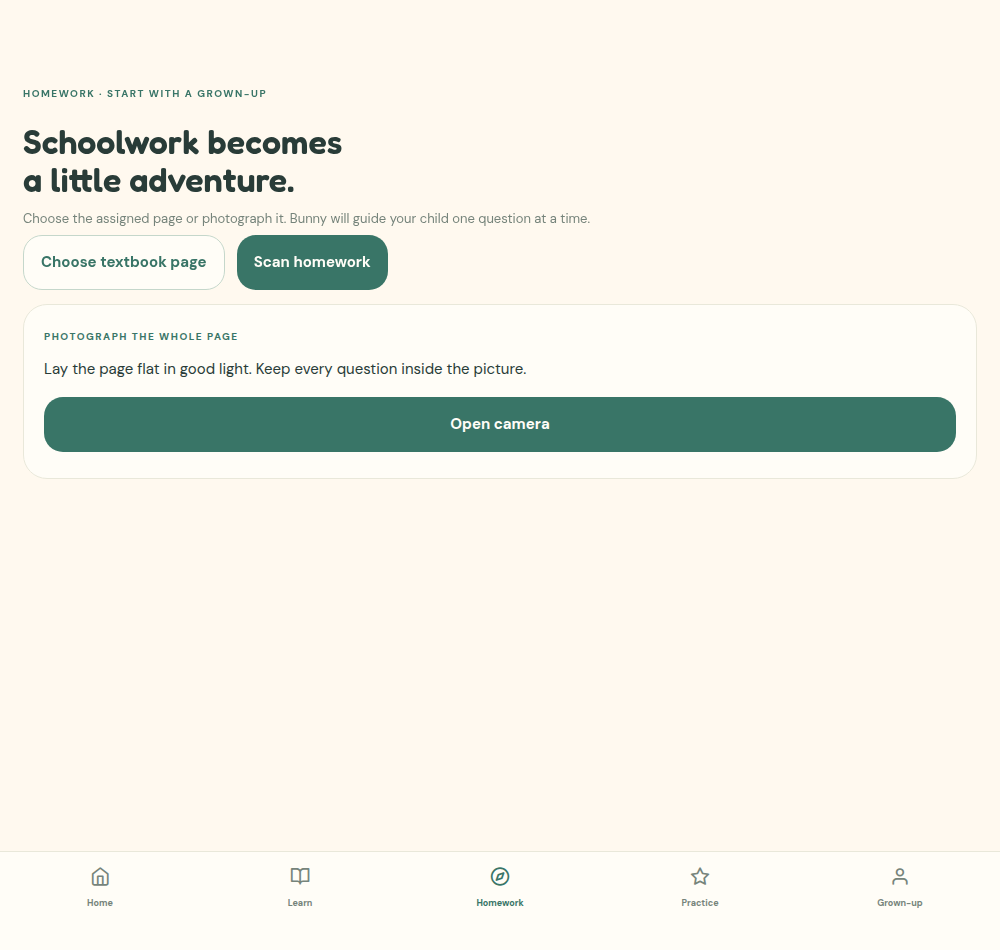 HOMEWORK · START WITH A GROWN-UP
Schoolwork becomes
a little adventure.
Choose the assigned page or photograph it. Bunny will guide your child one question at a time.
Choose textbook page
Scan homework
PHOTOGRAPH THE WHOLE PAGE
Lay the page flat in good light. Keep every question inside the picture.
Open camera
Home
Learn
Homework
Practice
Grown-up